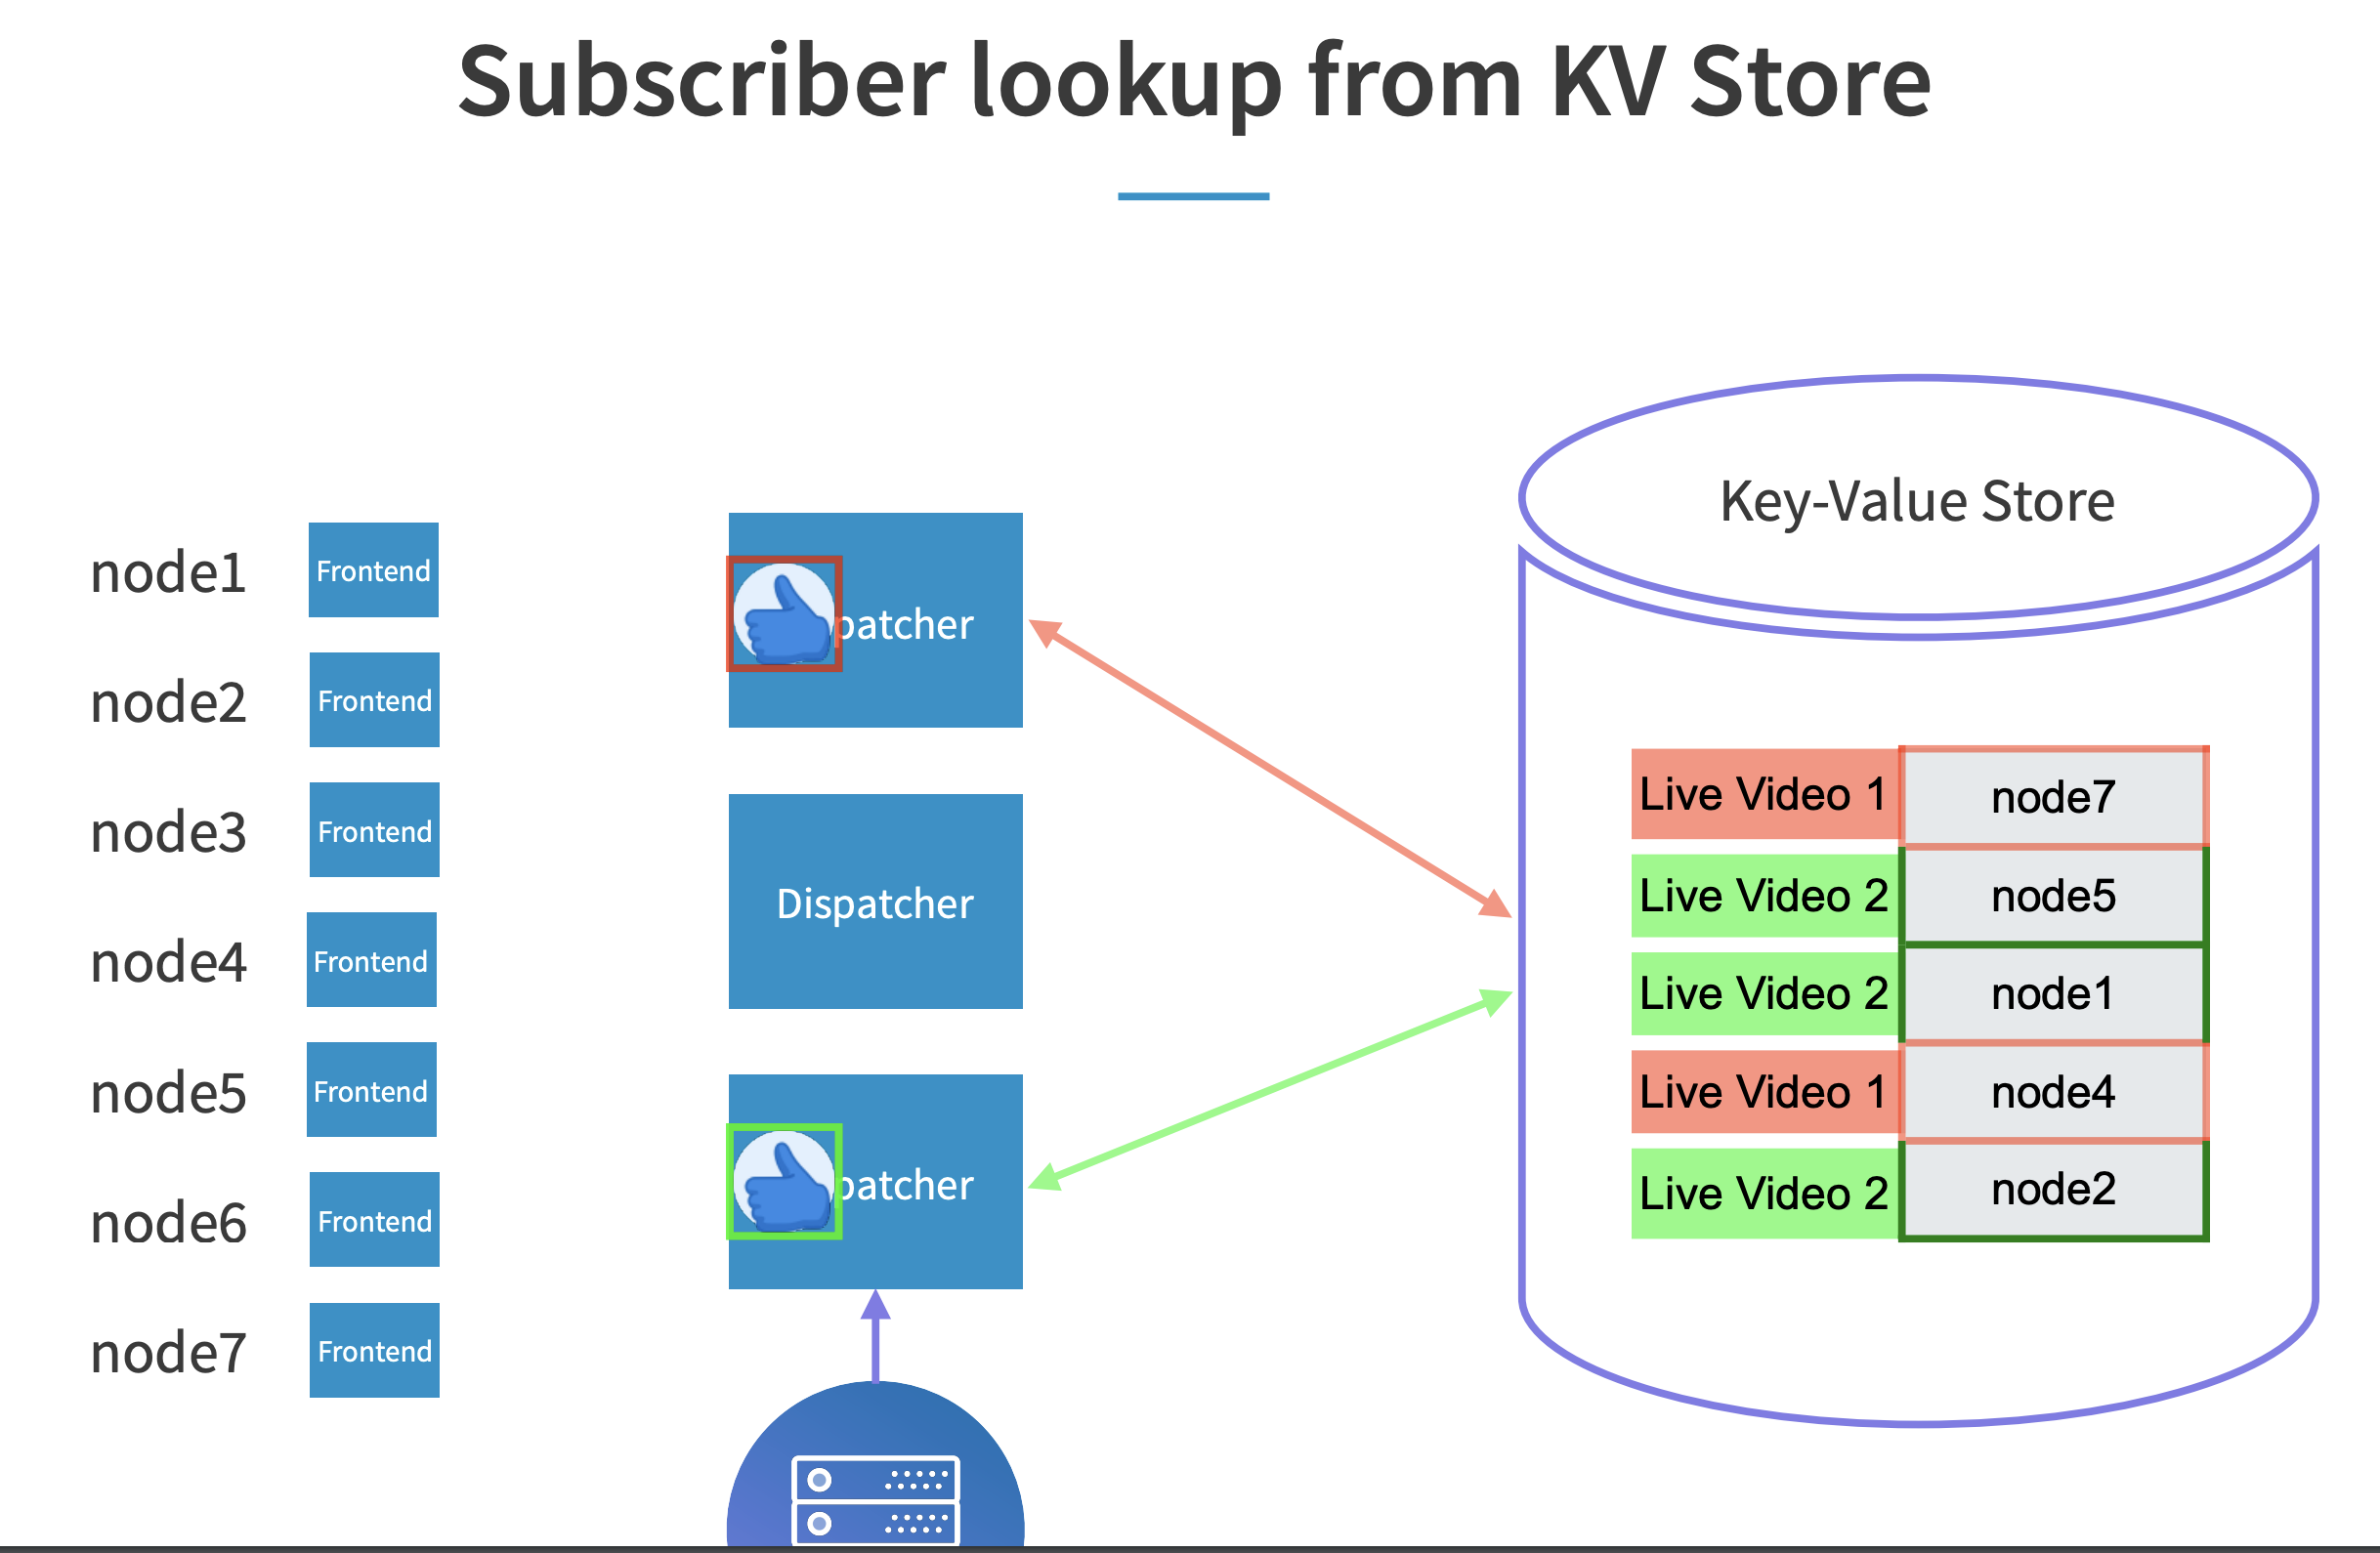 Subscriber lookup from KV Store
node1 Frontend
node2 Frontend
node3 Frontend
node4 Frontend
node5 Frontend
node6 Frontend
node7 Frontend
patcher
Dispatcher
patcher
Key-Value Store
Live Video 1 node7
Live Video 2 node5
Live Video 2 node1
Live Video 1 node4
Live Video 2 node2